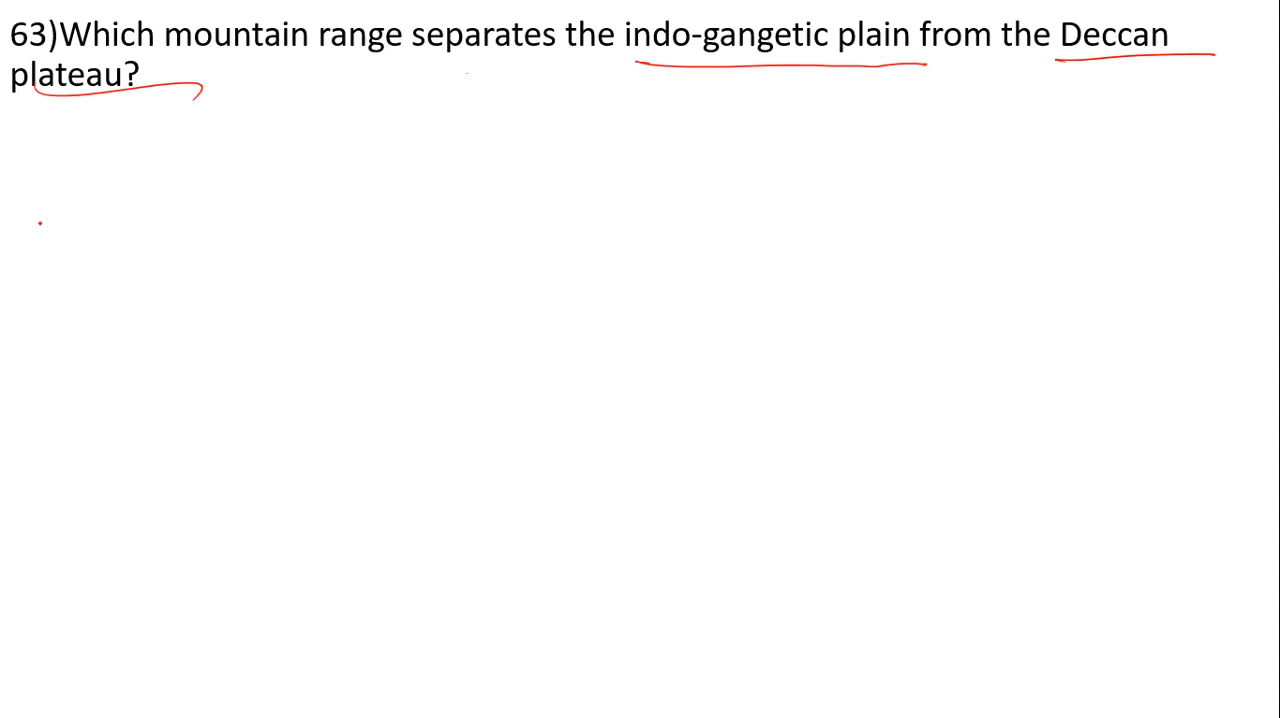 63)Which mountain range separates the indo-gangetic plain from the Deccan
plateau?